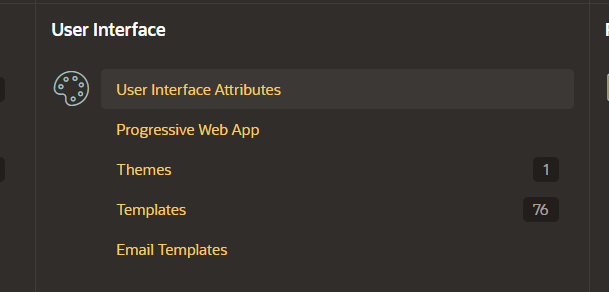 User Interface
User Interface Attributes
Progressive Web App
Themes 1
Templates 76
Email Templates